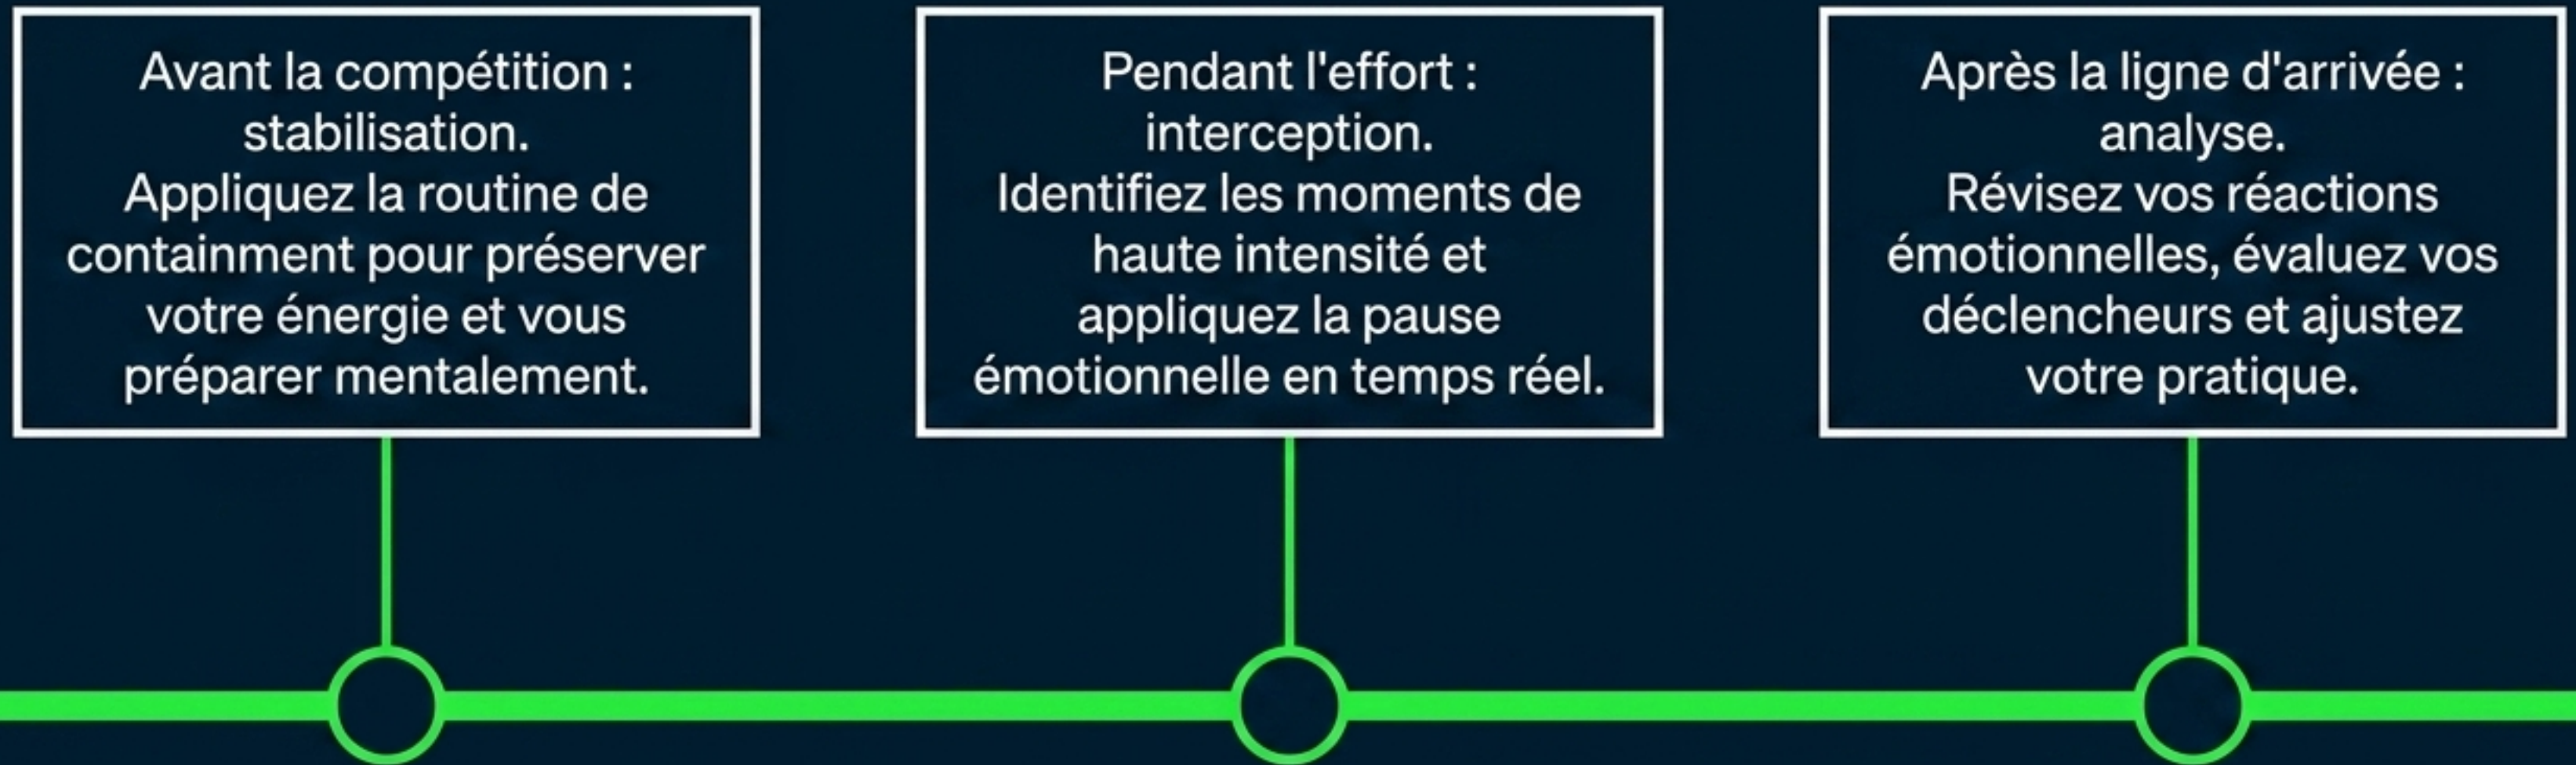 Avant la compétition :
stabilisation.
Appliquez la routine de
containment pour préserver
votre énergie et vous
préparer mentalement.
Pendant l'effort :
interception.
Identifiez les moments de
haute intensité et
appliquez la pause
émotionnelle en temps réel.
Après la ligne d'arrivée :
analyse.
Révisez vos réactions
émotionnelles, évaluez vos
déclencheurs et ajustez
votre pratique.